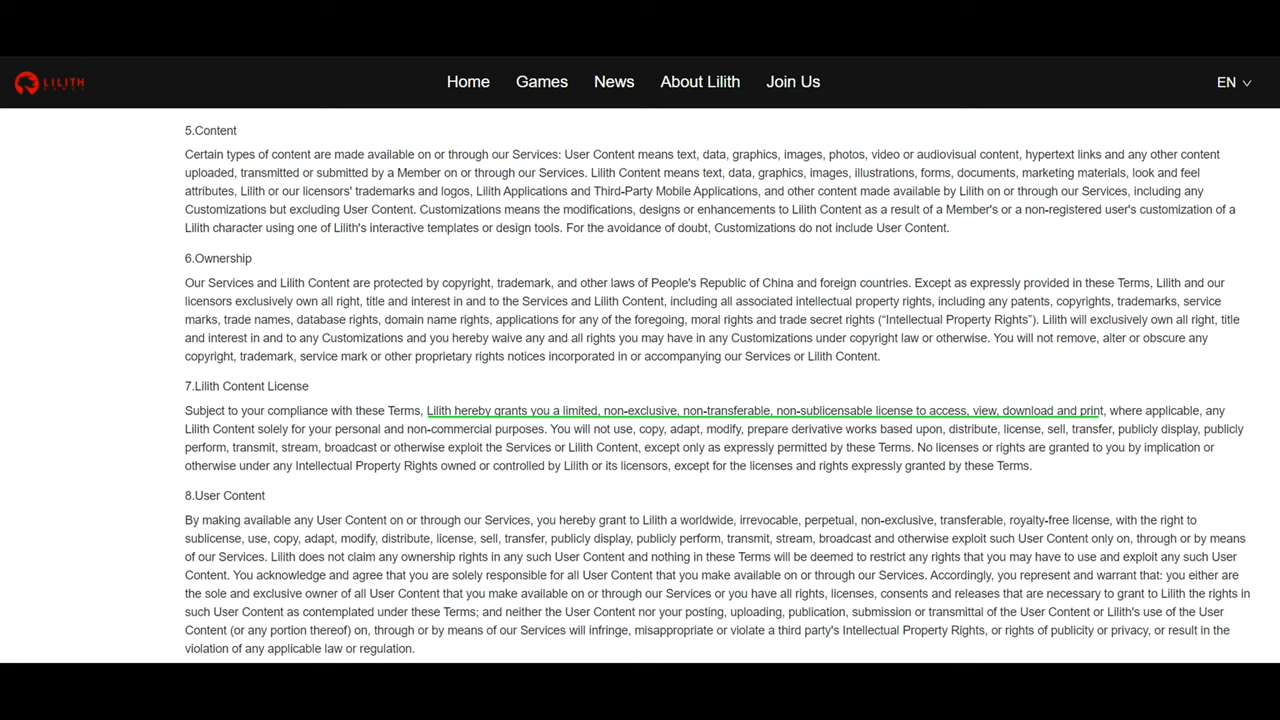 LILITH
GAMES
Home Games News About Lilith Join Us EN
5.Content
Certain types of content are made available on or through our Services: User Content means text, data, graphics, images, photos, video or audiovisual content, hypertext links and any other content
uploaded, transmitted or submitted by a Member on or through our Services. Lilith Content means text, data, graphics, images, illustrations, forms, documents, marketing materials, look and feel
attributes, Lilith or our licensors' trademarks and logos, Lilith Applications and Third-Party Mobile Applications, and other content made available by Lilith on or through our Services, including any
Customizations but excluding User Content. Customizations means the modifications, designs or enhancements to Lilith Content as a result of a Member's or a non-registered user's customization of a
Lilith character using one of Lilith's interactive templates or design tools. For the avoidance of doubt, Customizations do not include User Content.
6.Ownership
Our Services and Lilith Content are protected by copyright, trademark, and other laws of People's Republic of China and foreign countries. Except as expressly provided in these Terms, Lilith and our
licensors exclusively own all right, title and interest in and to the Services and Lilith Content, including all associated intellectual property rights, including any patents, copyrights, trademarks, service
marks, trade names, database rights, domain name rights, applications for any of the foregoing, moral rights and trade secret rights (“Intellectual Property Rights”). Lilith will exclusively own all right, title
and interest in and to any Customizations and you hereby waive any and all rights you may have in any Customizations under copyright law or otherwise. You will not remove, alter or obscure any
copyright, trademark, service mark or other proprietary rights notices incorporated in or accompanying our Services or Lilith Content.
7.Lilith Content License
Subject to your compliance with these Terms, Lilith hereby grants you a limited, non-exclusive, non-transferable, non-sublicensable license to access, view, download and print, where applicable, any
Lilith Content solely for your personal and non-commercial purposes. You will not use, copy, adapt, modify, prepare derivative works based upon, distribute, license, sell, transfer, publicly display, publicly
perform, transmit, stream, broadcast or otherwise exploit the Services or Lilith Content, except only as expressly permitted by these Terms. No licenses or rights are granted to you by implication or
otherwise under any Intellectual Property Rights owned or controlled by Lilith or its licensors, except for the licenses and rights expressly granted by these Terms.
8.User Content
By making available any User Content on or through our Services, you hereby grant to Lilith a worldwide, irrevocable, perpetual, non-exclusive, transferable, royalty-free license, with the right to
sublicense, use, copy, adapt, modify, distribute, license, sell, transfer, publicly display, publicly perform, transmit, stream, broadcast and otherwise exploit such User Content only on, through or by means
of our Services. Lilith does not claim any ownership rights in any such User Content and nothing in these Terms will be deemed to restrict any rights that you may have to use and exploit any such User
Content. You acknowledge and agree that you are solely responsible for all User Content that you make available on or through our Services. Accordingly, you represent and warrant that: you either are
the sole and exclusive owner of all User Content that you make available on or through our Services or you have all rights, licenses, consents and releases that are necessary to grant to Lilith the rights in
such User Content as contemplated under these Terms; and neither the User Content nor your posting, uploading, publication, submission or transmittal of the User Content or Lilith's use of the User
Content (or any portion thereof) on, through or by means of our Services will infringe, misappropriate or violate a third party's Intellectual Property Rights, or rights of publicity or privacy, or result in the
violation of any applicable law or regulation.